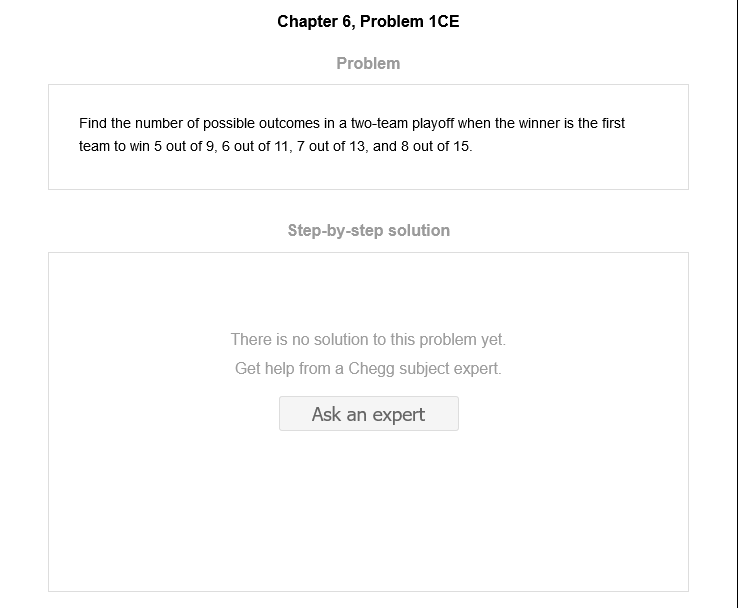 Chapter 6, Problem 1CE
Problem
Find the number of possible outcomes in a two-team playoff when the winner is the first
team to win 5 out of 9, 6 out of 11, 7 out of 13, and 8 out of 15.
Step-by-step solution
There is no solution to this problem yet.
Get help from a Chegg subject expert.
Ask an expert